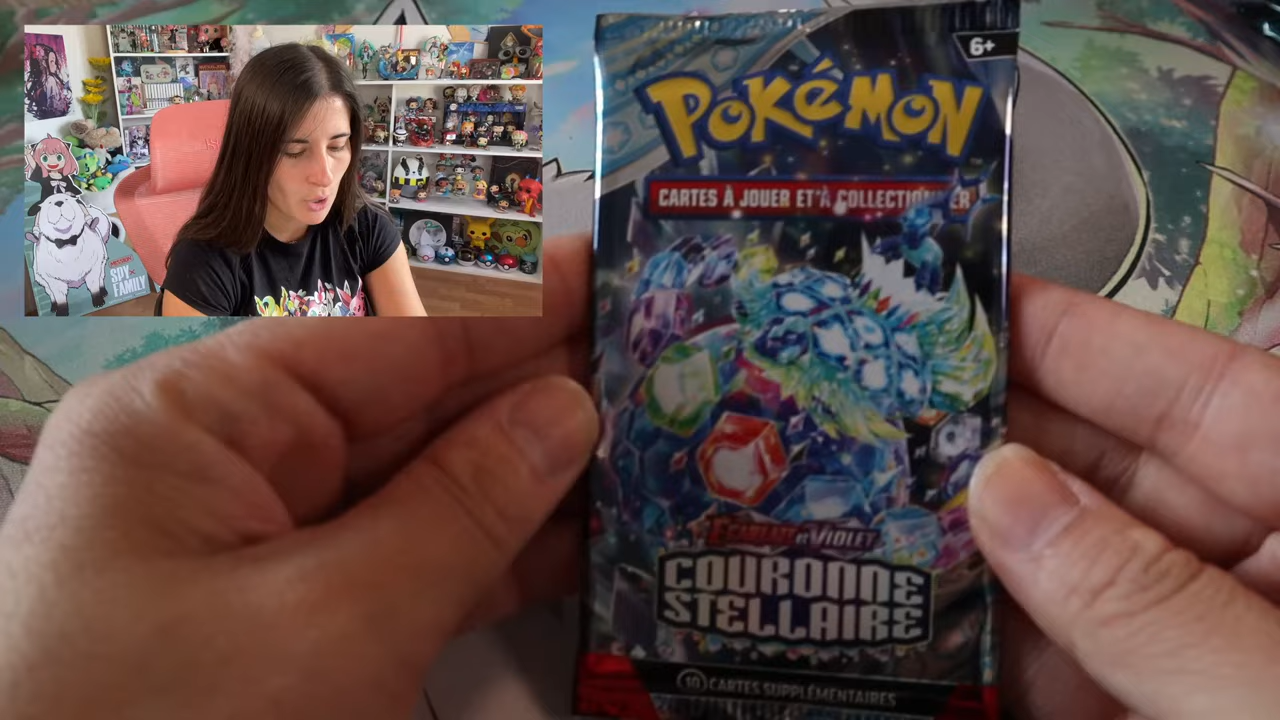 6+
POKÉMON
CARTES À JOUER ET À COLLECTIONNER
ÉCARLATE ET VIOLET
COURONNE
STELLAIRE
10 CARTES SUPPLÉMENTAIRES
SPY
FAMILY